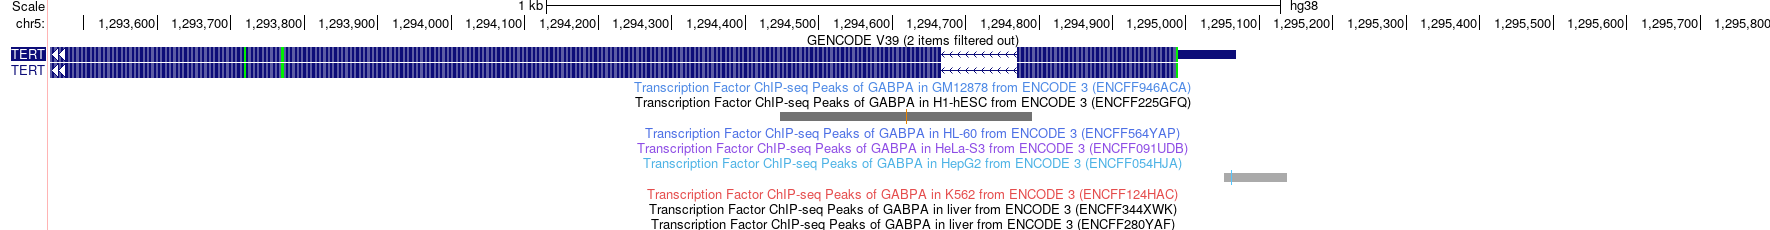 Scale 1 kb hg38
chr5: 1,293,600 1,293,700 1,293,800 1,293,900 1,294,000 1,294,100 1,294,200 1,294,300 1,294,400 1,294,500 1,294,600 1,294,700 1,294,800 1,294,900 1,295,000 1,295,100 1,295,200 1,295,300 1,295,400 1,295,500 1,295,600 1,295,700 1,295,800
GENCODE V39 (2 items filtered out)
TERT
TERT
Transcription Factor ChIP-seq Peaks of GABPA in GM12878 from ENCODE 3 (ENCFF946ACA)
Transcription Factor ChIP-seq Peaks of GABPA in H1-hESC from ENCODE 3 (ENCFF225GFQ)
Transcription Factor ChIP-seq Peaks of GABPA in HL-60 from ENCODE 3 (ENCFF564YAP)
Transcription Factor ChIP-seq Peaks of GABPA in HeLa-S3 from ENCODE 3 (ENCFF091UDB)
Transcription Factor ChIP-seq Peaks of GABPA in HepG2 from ENCODE 3 (ENCFF054HJA)
Transcription Factor ChIP-seq Peaks of GABPA in K562 from ENCODE 3 (ENCFF124HAC)
Transcription Factor ChIP-seq Peaks of GABPA in liver from ENCODE 3 (ENCFF344XWK)
Transcription Factor ChIP-seq Peaks of GABPA in liver from ENCODE 3 (ENCFF280YAF)